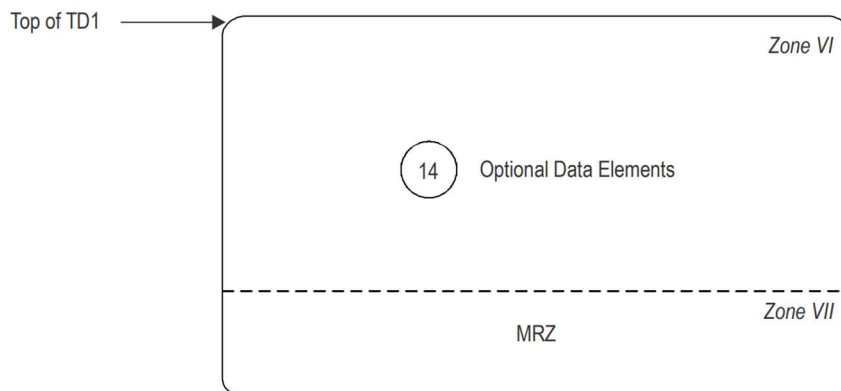 Top of TD1
Zone VI
14 Optional Data Elements
Zone VII
MRZ